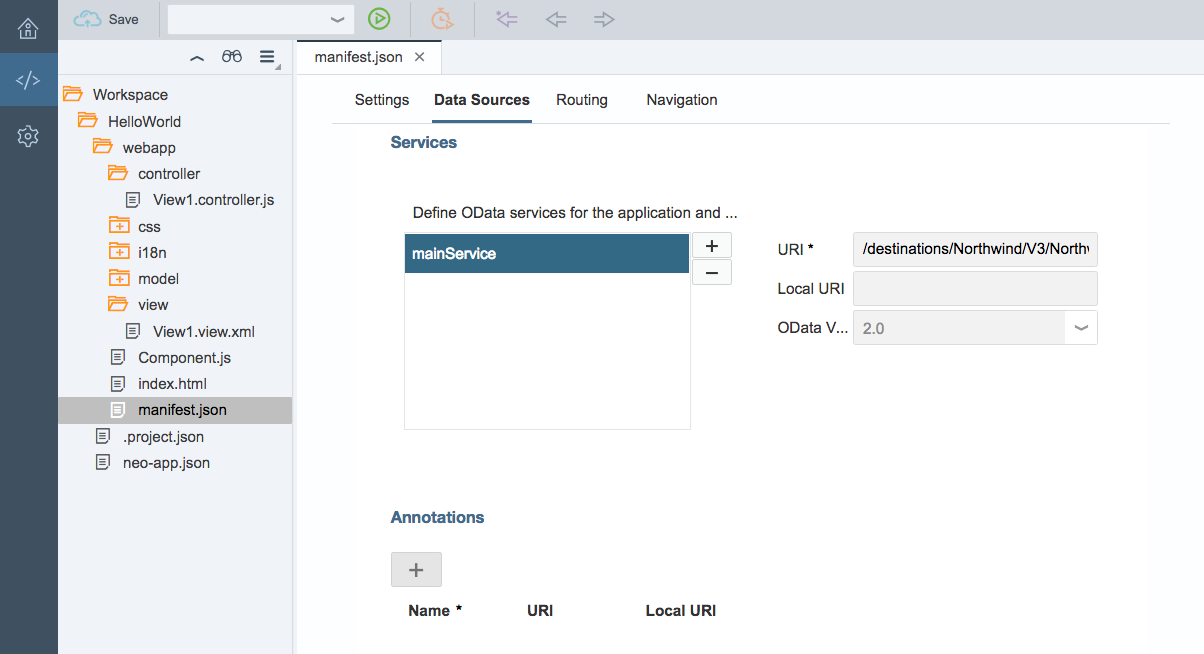 Save
manifest.json
Workspace
HelloWorld
webapp
controller
View1.controller.js
css
i18n
model
view
View1.view.xml
Component.js
index.html
manifest.json
.project.json
neo-app.json
Settings
Data Sources
Routing
Navigation
Services
Define OData services for the application and ...
mainService
URI *
/destinations/Northwind/V3/North
Local URI
OData V...
2.0
Annotations
Name *
URI
Local URI